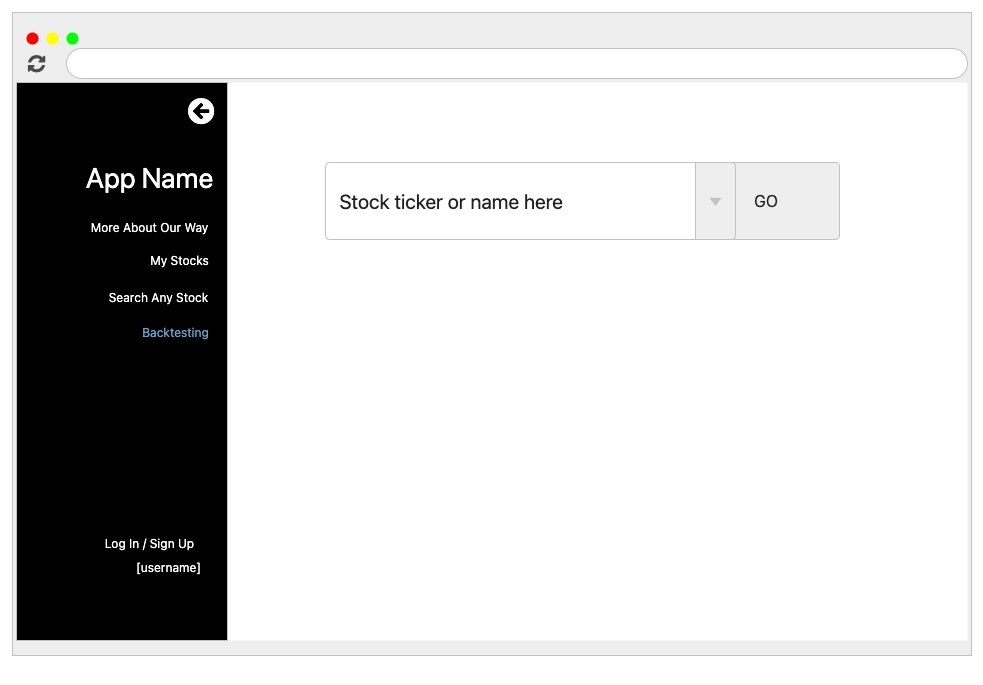 App Name
More About Our Way
My Stocks
Search Any Stock
Backtesting
Log In / Sign Up
[username]
Stock ticker or name here
GO